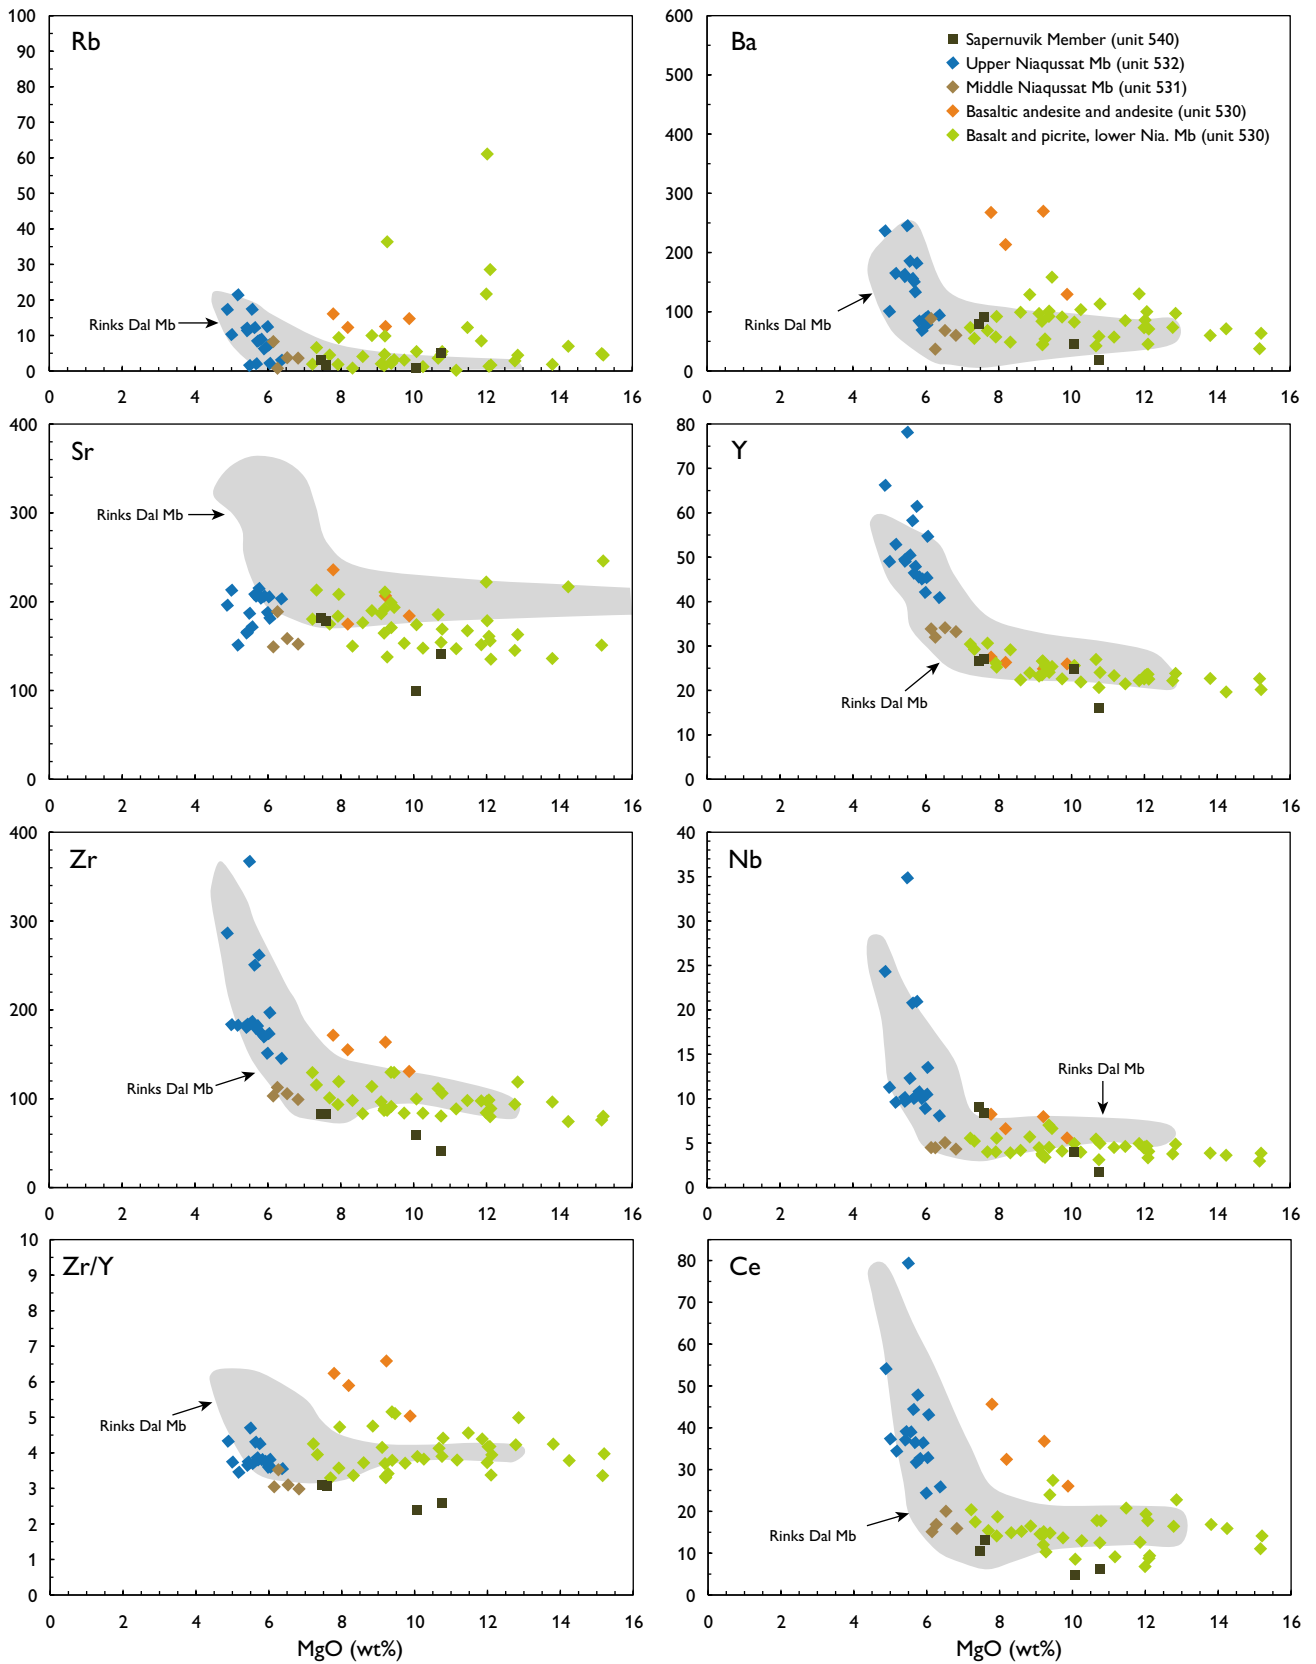 Rb
100
90
80
70
60
50
40
30
20
10
0
Rinks Dal Mb
0 2 4 6 8 10 12 14 16
Ba
600
500
400
300
200
100
0
Sapernuvik Member (unit 540)
Upper Niaqussat Mb (unit 532)
Middle Niaqussat Mb (unit 531)
Basaltic andesite and andesite (unit 530)
Basalt and picrite, lower Nia. Mb (unit 530)
Rinks Dal Mb
0 2 4 6 8 10 12 14 16
Sr
400
300
200
100
0
Rinks Dal Mb
0 2 4 6 8 10 12 14 16
Y
80
70
60
50
40
30
20
10
0
Rinks Dal Mb
0 2 4 6 8 10 12 14 16
Zr
400
300
200
100
0
Rinks Dal Mb
0 2 4 6 8 10 12 14 16
Nb
40
35
30
25
20
15
10
5
0
Rinks Dal Mb
0 2 4 6 8 10 12 14 16
Zr/Y
10
9
8
7
6
5
4
3
2
1
0
Rinks Dal Mb
0 2 4 6 8 10 12 14 16
MgO (wt%)
Ce
80
70
60
50
40
30
20
10
0
Rinks Dal Mb
0 2 4 6 8 10 12 14 16
MgO (wt%)